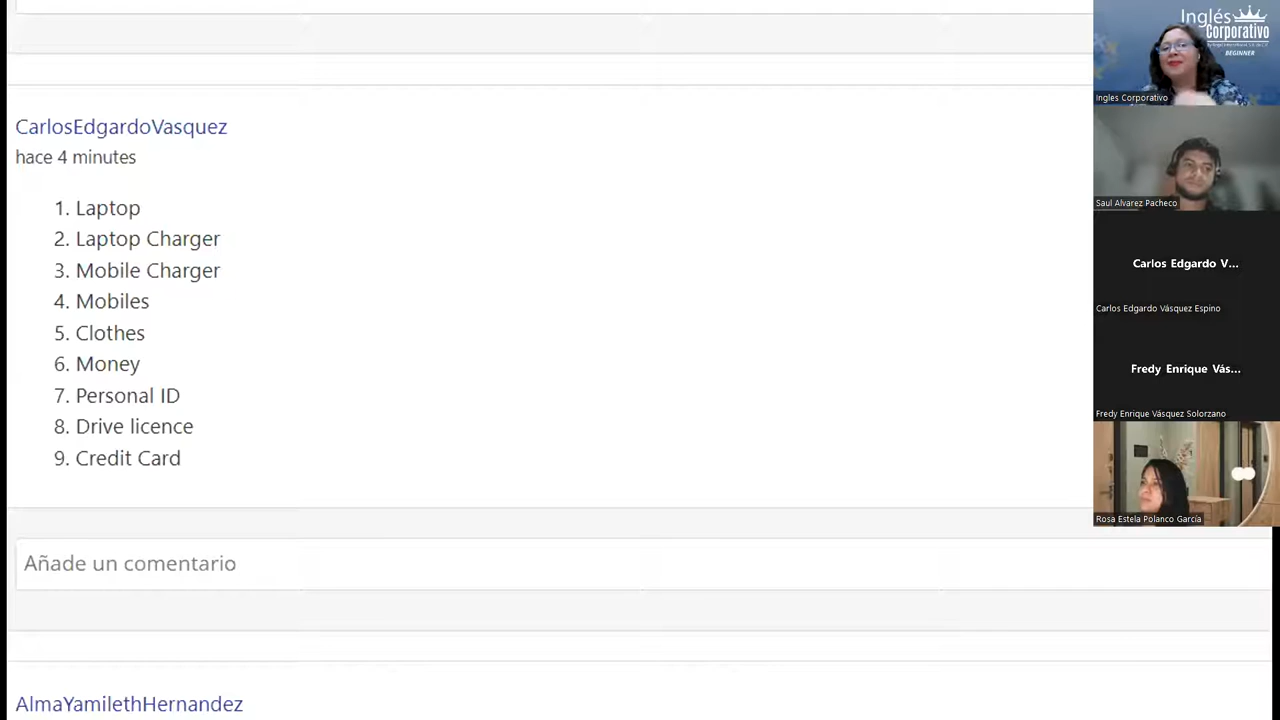 CarlosEdgardoVasquez
hace 4 minutes
1. Laptop
2. Laptop Charger
3. Mobile Charger
4. Mobiles
5. Clothes
6. Money
7. Personal ID
8. Drive licence
9. Credit Card
Añade un comentario
AlmaYamilethHernandez
Inglés
Corporativo
BEGINNER
Ingles Corporativo
Saul Alvarez Pacheco
Carlos Edgardo V...
Carlos Edgardo Vásquez Espino
Fredy Enrique Vás...
Fredy Enrique Vásquez Solorzano
Rosa Estela Polanco García